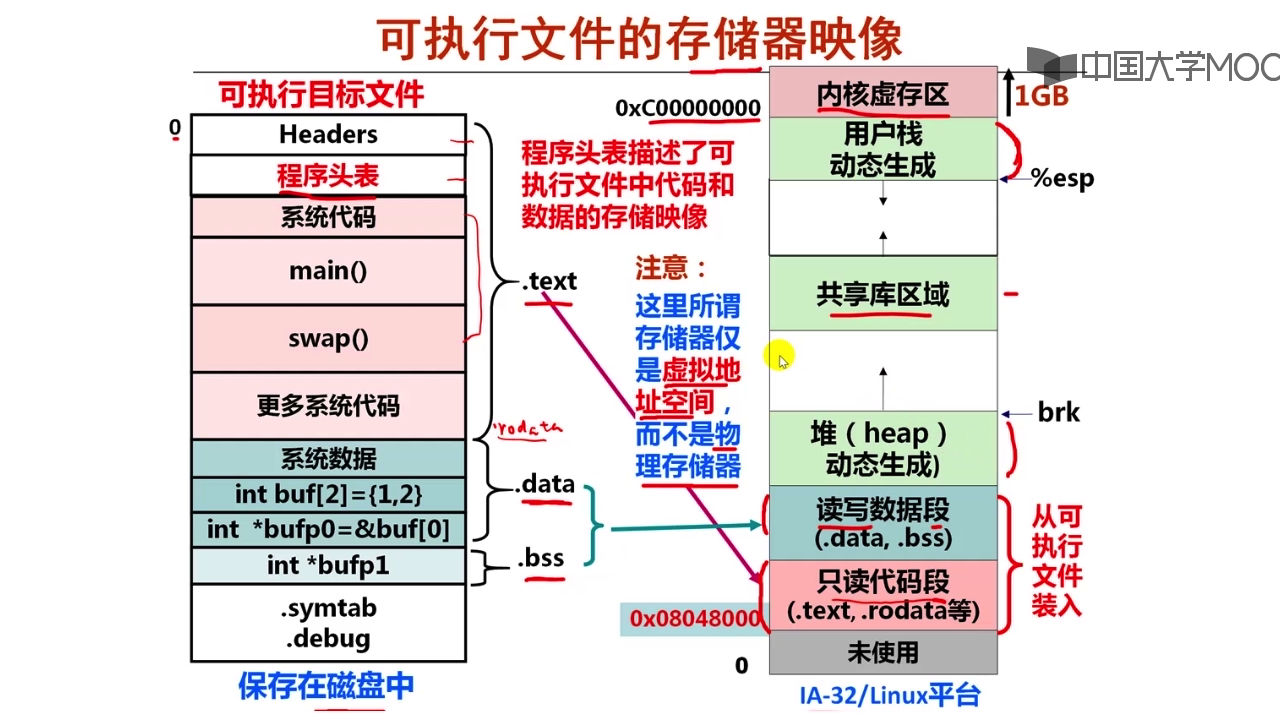 可执行文件的存储器映像
中国大学MOO
可执行目标文件
0
Headers
程序头表
系统代码
main()
swap()
更多系统代码
系统数据
int buf[2]={1,2}
int *bufp0=&buf[0]
int *bufp1
.symtab
.debug
保存在磁盘中
.text
.rodata
.data
.bss
程序头表描述了可
执行文件中代码和
数据的存储映像
注意：
这里所谓
存储器仅
是虚拟地
址空间，
而不是物
理存储器
0xC00000000
内核虚存区
1GB
用户栈
动态生成
%esp
共享库区域
brk
堆（heap）
动态生成)
读写数据段
(.data, .bss)
只读代码段
(.text, .rodata等)
从可
执行
文件
装入
0x08048000
未使用
0
IA-32/Linux平台